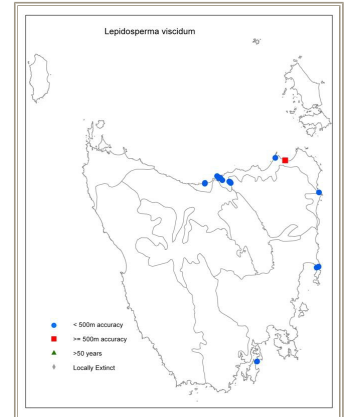 Lepidosperma viscidum
< 500m accuracy
>= 500m accuracy
>50 years
Locally Extinct